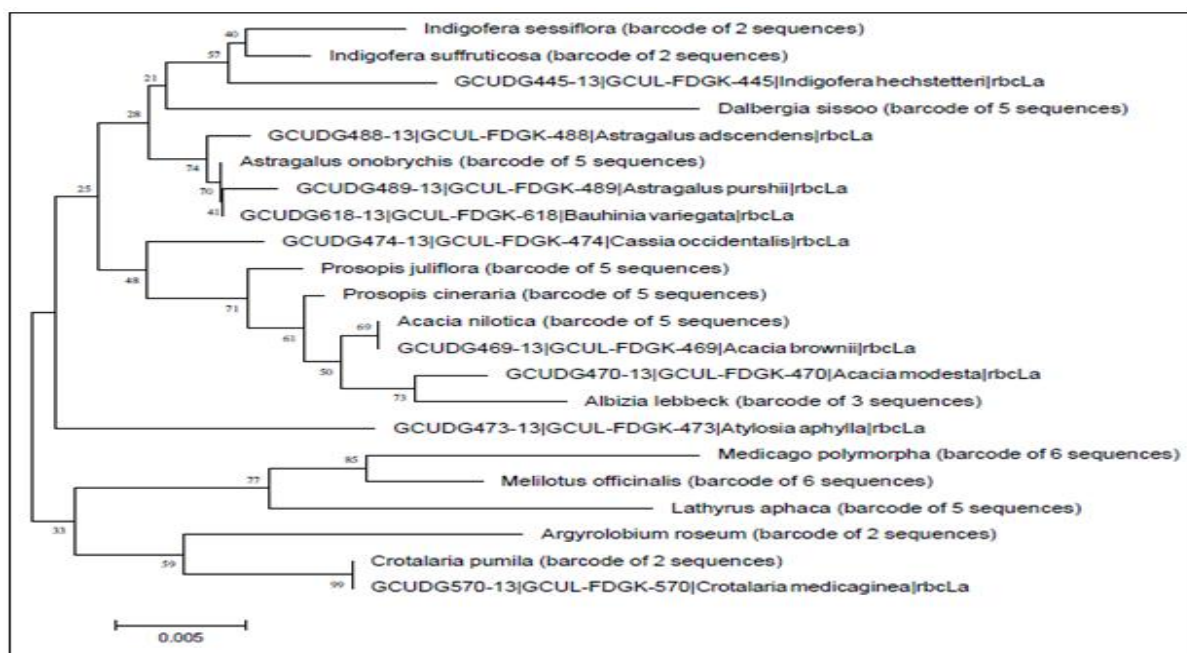 Indigofera sessiflora (barcode of 2 sequences)
40
Indigofera suffruticosa (barcode of 2 sequences)
57
GCUDG445-13|GCUL-FDGK-445|Indigofera hechstetteri|rbcLa
21
Dalbergia sissoo (barcode of 5 sequences)
28
GCUDG488-13|GCUL-FDGK-488|Astragalus adscendens|rbcLa
74
Astragalus onobrychis (barcode of 5 sequences)
25
70
GCUDG489-13|GCUL-FDGK-489|Astragalus purshii|rbcLa
41
GCUDG618-13|GCUL-FDGK-618|Bauhinia variegata|rbcLa
GCUDG474-13|GCUL-FDGK-474|Cassia occidentalis|rbcLa
48
Prosopis juliflora (barcode of 5 sequences)
71
Prosopis cineraria (barcode of 5 sequences)
61
Acacia nilotica (barcode of 5 sequences)
69
GCUDG469-13|GCUL-FDGK-469|Acacia brownii|rbcLa
50
GCUDG470-13|GCUL-FDGK-470|Acacia modesta|rbcLa
73
Albizia lebbeck (barcode of 3 sequences)
GCUDG473-13|GCUL-FDGK-473|Atylosia aphylla|rbcLa
Medicago polymorpha (barcode of 6 sequences)
85
77
Melilotus officinalis (barcode of 6 sequences)
Lathyrus aphaca (barcode of 5 sequences)
33
Argyrolobium roseum (barcode of 2 sequences)
59
Crotalaria pumila (barcode of 2 sequences)
99
GCUDG570-13|GCUL-FDGK-570|Crotalaria medicaginea|rbcLa
0.005